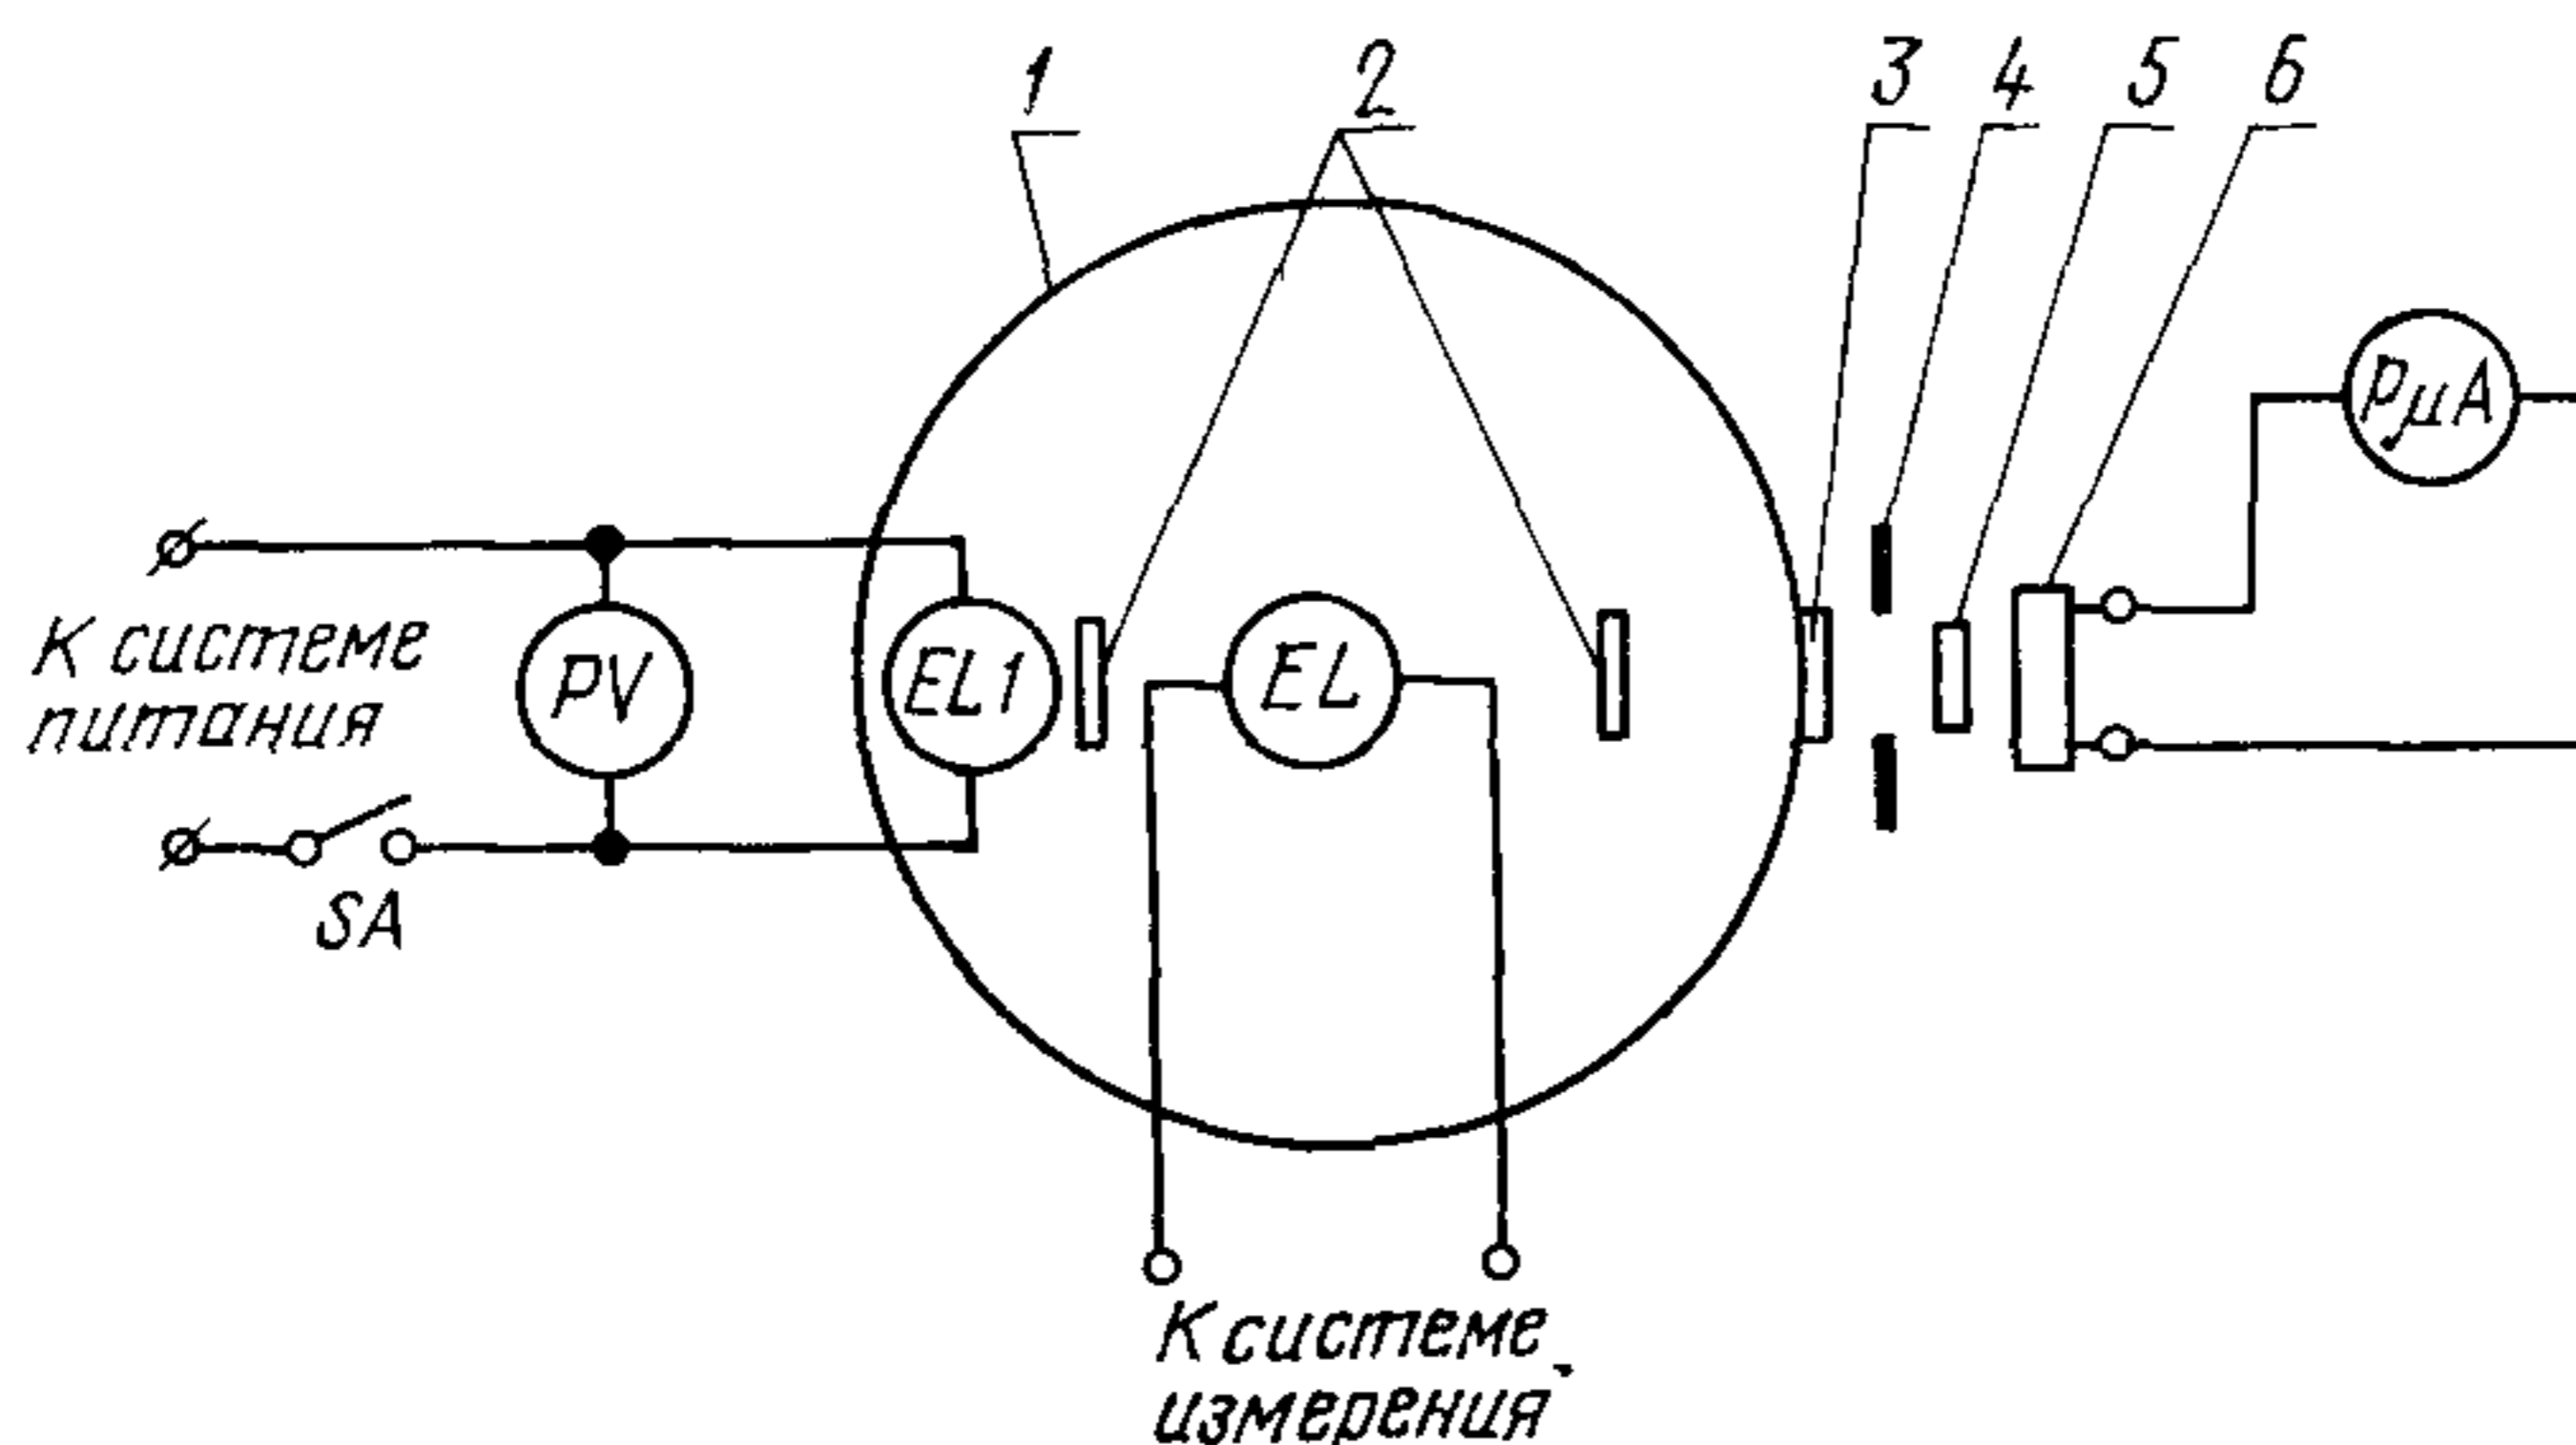 1 2 3 4 5 6
PμA
К системе
питания
PV
EL1
EL
SA
К системе
измерения